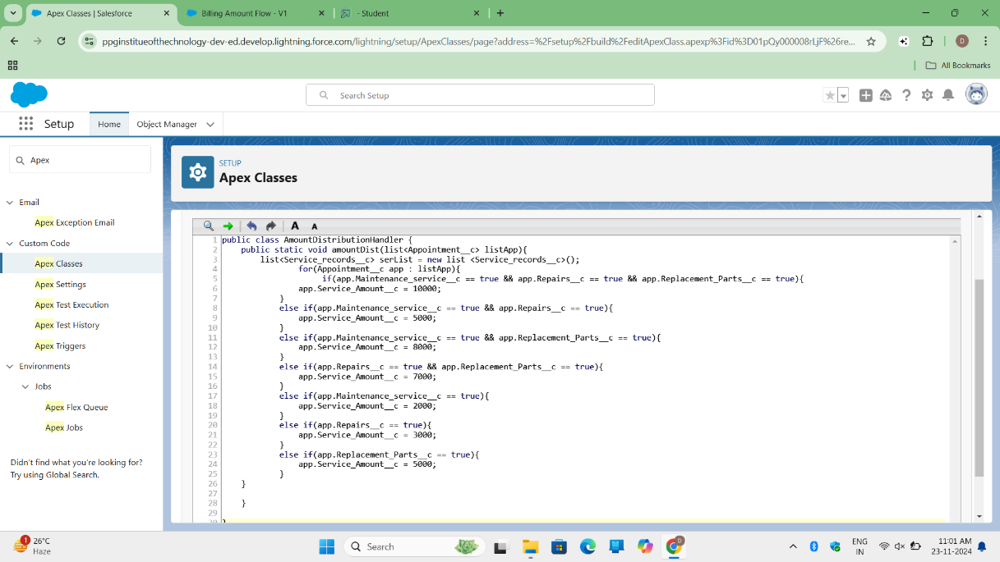 Apex Classes | Salesforce
Billing Amount Flow - V1
- Student
ppginstitueofthechnology-dev-ed.develop.lightning.force.com/lightning/setup/ApexClasses/page?address=%2Fsetup%2Fbuild%2FeditApexClass.apexp%3Fid%3D01pQy000008rLjF%26re...
D
All Bookmarks
Search Setup
Setup
Home
Object Manager
Apex
Email
Apex Exception Email
Custom Code
Apex Classes
Apex Settings
Apex Test Execution
Apex Test History
Apex Triggers
Environments
Jobs
Apex Flex Queue
Apex Jobs
Didn't find what you're looking for?
Try using Global Search.
SETUP
Apex Classes
A A
1 public class AmountDistributionHandler {
2 public static void amountDist(list<Appointment__c> listApp){
3 list<Service_records__c> serList = new list <Service_records__c>();
4 for(Appointment__c app : listApp){
5 if(app.Maintenance_service__c == true && app.Repairs__c == true && app.Replacement_Parts__c == true){
6 app.Service_Amount__c = 10000;
7 }
8 else if(app.Maintenance_service__c == true && app.Repairs__c == true){
9 app.Service_Amount__c = 5000;
10 }
11 else if(app.Maintenance_service__c == true && app.Replacement_Parts__c == true){
12 app.Service_Amount__c = 8000;
13 }
14 else if(app.Repairs__c == true && app.Replacement_Parts__c == true){
15 app.Service_Amount__c = 7000;
16 }
17 else if(app.Maintenance_service__c == true){
18 app.Service_Amount__c = 2000;
19 }
20 else if(app.Repairs__c == true){
21 app.Service_Amount__c = 3000;
22 }
23 else if(app.Replacement_Parts__c == true){
24 app.Service_Amount__c = 5000;
25 }
26 }
27
28 }
29
30 }
1
26°C
Haze
Search
D
ENG
IN
11:01 AM
23-11-2024